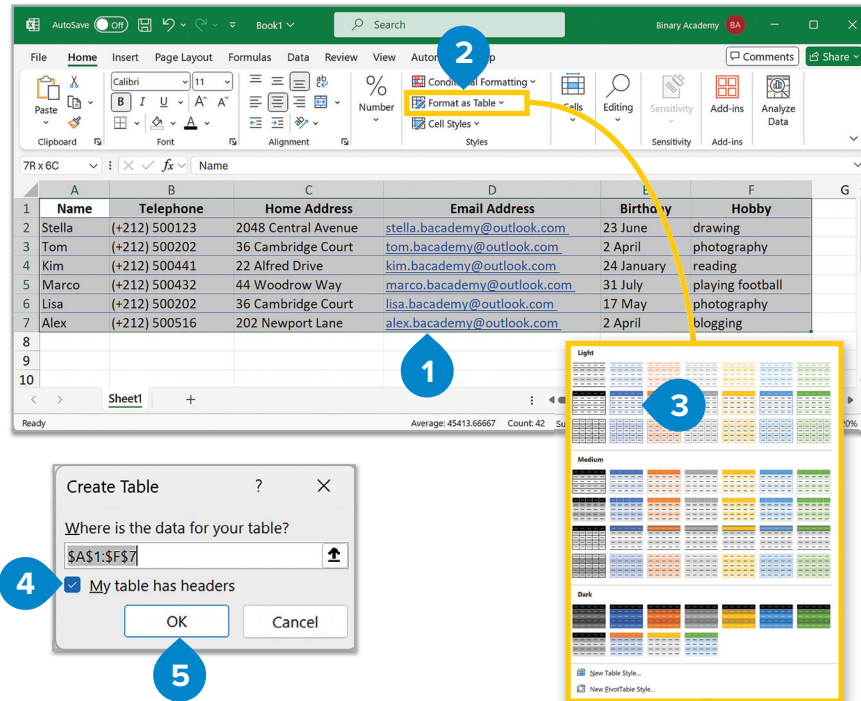 AutoSave Off Book1 Search Binary Academy BA
File Home Insert Page Layout Formulas Data Review View Comments Share
2
Paste Calibri 11 B I U A A A Number Conditional Formatting Format as Table Cell Styles Cells Editing Sensitivity Add-ins Analyze Data
Clipboard Font Alignment Styles Sensitivity Add-ins
7R x 6C fx Name
A B C D E F G
1 Name Telephone Home Address Email Address Birthday Hobby
2 Stella (+212) 500123 2048 Central Avenue stella.bacademy@outlook.com 23 June drawing
3 Tom (+212) 500202 36 Cambridge Court tom.bacademy@outlook.com 2 April photography
4 Kim (+212) 500441 22 Alfred Drive kim.bacademy@outlook.com 24 January reading
5 Marco (+212) 500432 44 Woodrow Way marco.bacademy@outlook.com 31 July playing football
6 Lisa (+212) 500202 36 Cambridge Court lisa.bacademy@outlook.com 17 May photography
7 Alex (+212) 500516 202 Newport Lane alex.bacademy@outlook.com 2 April blogging
8
9
10
1
Sheet1
Ready Average: 45413.66667 Count: 42
Light
3
Medium
Dark
New Table Style...
New PivotTable Style...
Create Table ?
Where is the data for your table?
$A$1:$F$7
4
My table has headers
OK Cancel
5